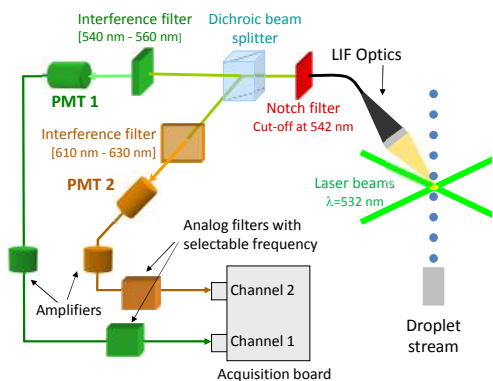 Interference filter
[540 nm - 560 nm]
Dichroic beam
splitter
LIF Optics
PMT 1
Notch filter
Cut-off at 542 nm
Interference filter
[610 nm - 630 nm]
PMT 2
Laser beams
λ=532 nm
Analog filters with
selectable frequency
Amplifiers
Channel 2
Channel 1
Droplet
stream
Acquisition board